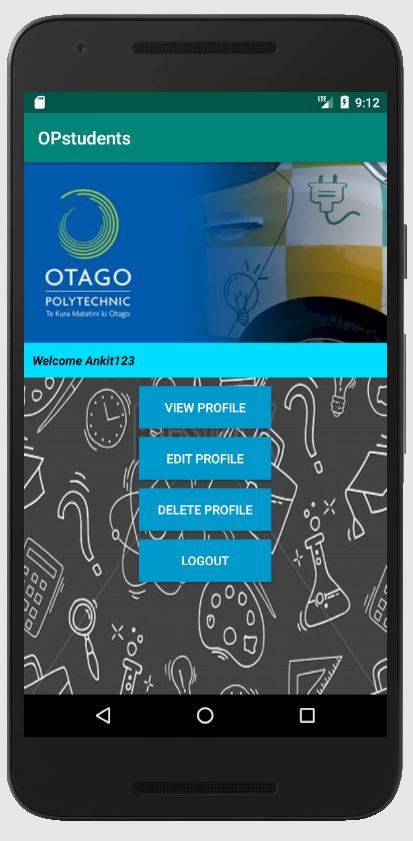 LTE 9:12
OPstudents
OTAGO
POLYTECHNIC
Te Kura Matatini ki Otago
Welcome Ankit123
VIEW PROFILE
EDIT PROFILE
DELETE PROFILE
LOGOUT